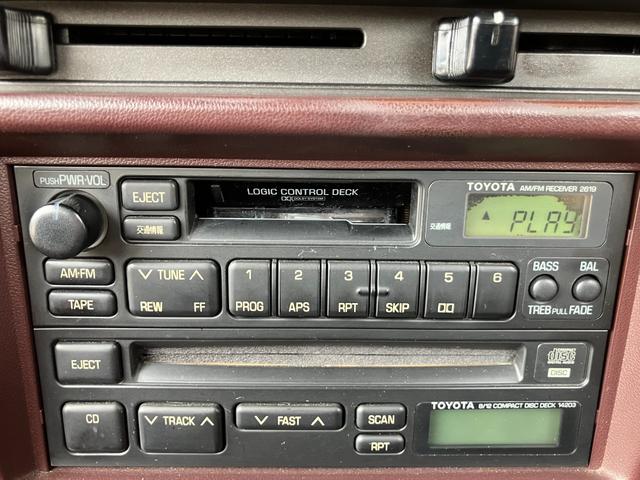 PUSH PWR·VOL
EJECT
LOGIC CONTROL DECK
DOLBY SYSTEM
TOYOTA AM/FM RECEIVER 2619
交通情報
交通情報
PLAY
AM·FM
TUNE
REW FF
TAPE
1 2 3 4 5 6
PROG APS RPT SKIP
BASS BAL
TREB PULL FADE
EJECT
COMPACT
disc
DIGITAL AUDIO
DISC
CD
TRACK
FAST
SCAN
RPT
TOYOTA 8/12 COMPACT DISC DECK 14203